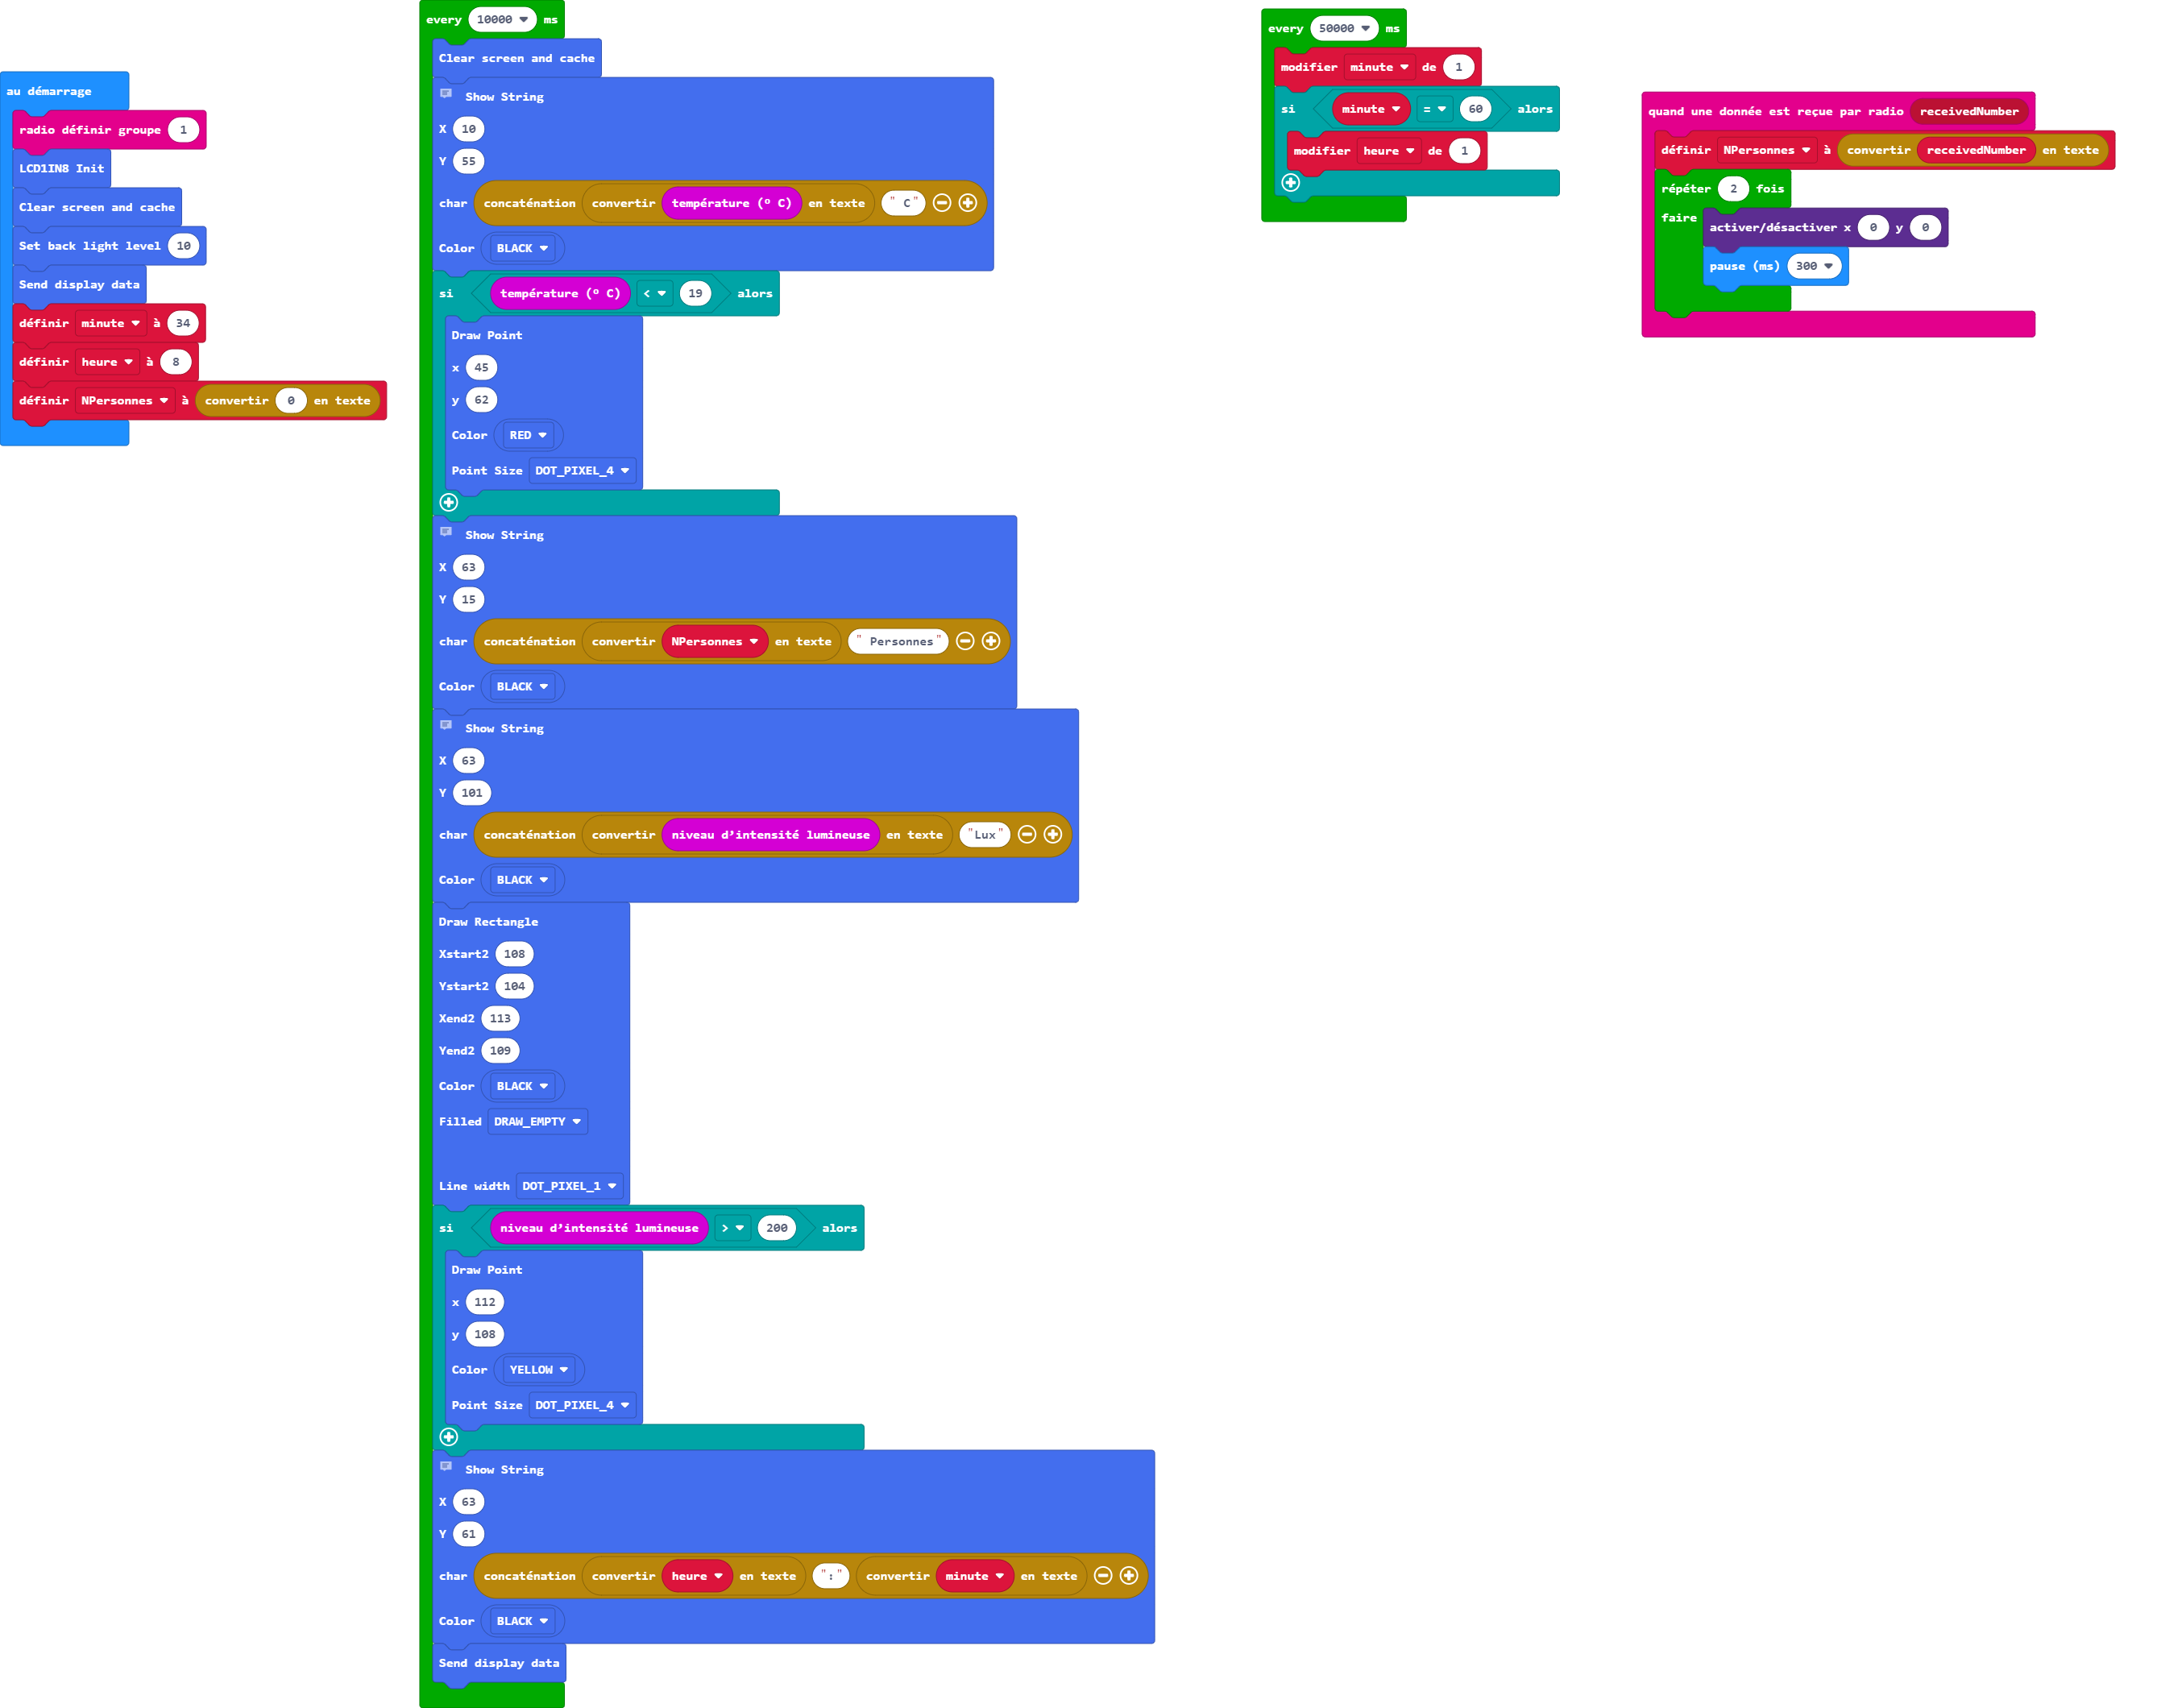 au démarrage
radio définir groupe 1
LCD1IN8 Init
Clear screen and cache
Set back light level 10
Send display data
définir minute à 34
définir heure à 8
définir NPersonnes à convertir 0 en texte
every 10000 ms
Clear screen and cache
Show String
X 10
Y 55
char concaténation convertir température (º C) en texte " C"
Color BLACK
si température (º C) < 19 alors
Draw Point
x 45
y 62
Color RED
Point Size DOT_PIXEL_4
Show String
X 63
Y 15
char concaténation convertir NPersonnes en texte " Personnes"
Color BLACK
Show String
X 63
Y 101
char concaténation convertir niveau d’intensité lumineuse en texte "Lux"
Color BLACK
Draw Rectangle
Xstart2 108
Ystart2 104
Xend2 113
Yend2 109
Color BLACK
Filled DRAW_EMPTY
Line width DOT_PIXEL_1
si niveau d’intensité lumineuse > 200 alors
Draw Point
x 112
y 108
Color YELLOW
Point Size DOT_PIXEL_4
Show String
X 63
Y 61
char concaténation convertir heure en texte ":" convertir minute en texte
Color BLACK
Send display data
every 50000 ms
modifier minute de 1
si minute = 60 alors
modifier heure de 1
quand une donnée est reçue par radio receivedNumber
définir NPersonnes à convertir receivedNumber en texte
répéter 2 fois
faire activer/désactiver x 0 y 0
pause (ms) 300